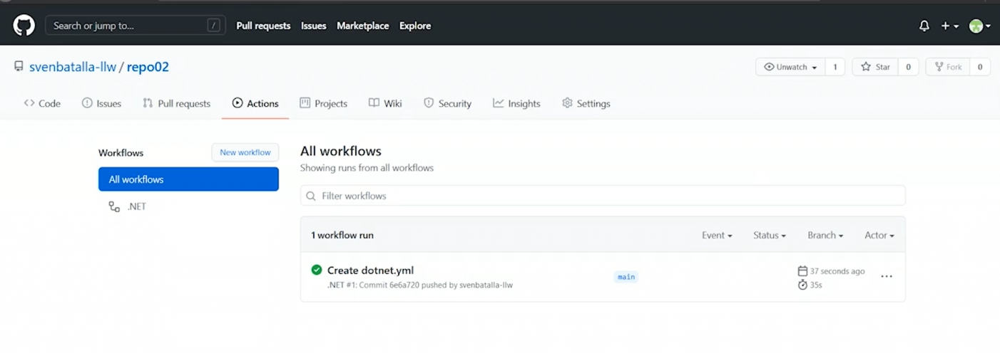 Search or jump to... /
Pull requests Issues Marketplace Explore
svenbatalla-llw / repo02
Unwatch 1 Star 0 Fork 0
Code Issues Pull requests Actions Projects Wiki Security Insights Settings
Workflows New workflow
All workflows
.NET
All workflows
Showing runs from all workflows
Filter workflows
1 workflow run Event Status Branch Actor
Create dotnet.yml
.NET #1: Commit 6e6a720 pushed by svenbatalla-llw
main
37 seconds ago
35s